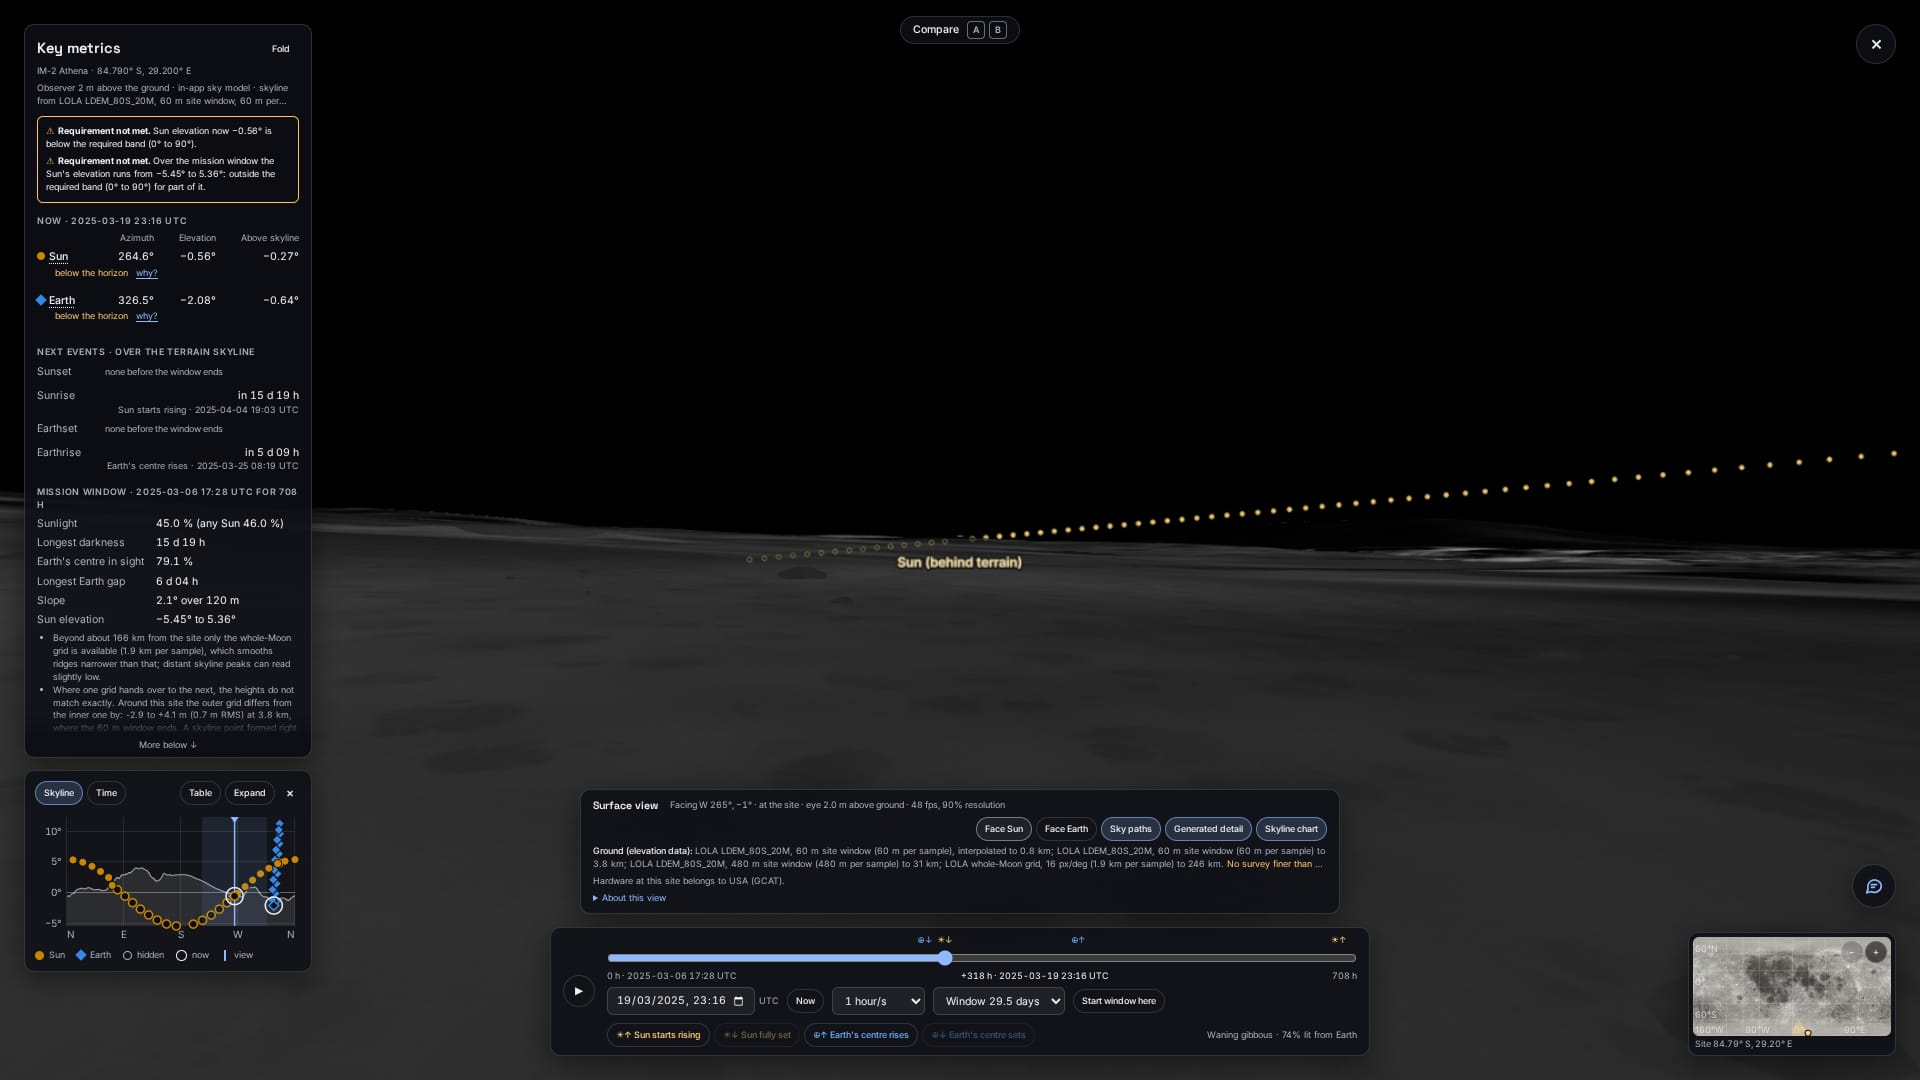 Compare A B
Key metrics Fold
IM-2 Athena · 84.790° S, 29.200° E
Observer 2 m above the ground · in-app sky model · skyline
from LOLA LDEM_80S_20M, 60 m site window, 60 m per...
⚠ Requirement not met. Sun elevation now −0.56° is
below the required band (0° to 90°).
⚠ Requirement not met. Over the mission window the
Sun's elevation runs from −5.45° to 5.36°: outside the
required band (0° to 90°) for part of it.
NOW · 2025-03-19 23:16 UTC
Azimuth Elevation Above skyline
Sun 264.6° −0.56° −0.27°
below the horizon why?
Earth 326.5° −2.08° −0.64°
below the horizon why?
NEXT EVENTS · OVER THE TERRAIN SKYLINE
Sunset none before the window ends
Sunrise in 15 d 19 h
Sun starts rising · 2025-04-04 19:03 UTC
Earthset none before the window ends
Earthrise in 5 d 09 h
Earth's centre rises · 2025-03-25 08:19 UTC
MISSION WINDOW · 2025-03-06 17:28 UTC FOR 708
H
Sunlight 45.0 % (any Sun 46.0 %)
Longest darkness 15 d 19 h
Earth's centre in sight 79.1 %
Longest Earth gap 6 d 04 h
Slope 2.1° over 120 m
Sun elevation −5.45° to 5.36°
• Beyond about 166 km from the site only the whole-Moon
grid is available (1.9 km per sample), which smooths
ridges narrower than that; distant skyline peaks can read
slightly low.
• Where one grid hands over to the next, the heights do not
match exactly. Around this site the outer grid differs from
the inner one by: -2.9 to +4.1 m (0.7 m RMS) at 3.8 km,
where the 60 m window ends. A skyline point formed right
More below ↓
Sun (behind terrain)
Skyline Time Table Expand ×
10°
5°
0°
−5°
N E S W N
Sun Earth hidden now view
Surface view Facing W 265°, −1° · at the site · eye 2.0 m above ground · 48 fps, 90% resolution
Face Sun Face Earth Sky paths Generated detail Skyline chart
Ground (elevation data): LOLA LDEM_80S_20M, 60 m site window (60 m per sample), interpolated to 0.8 km; LOLA LDEM_80S_20M, 60 m site window (60 m per sample) to
3.8 km; LOLA LDEM_80S_20M, 480 m site window (480 m per sample) to 31 km; LOLA whole-Moon grid, 16 px/deg (1.9 km per sample) to 246 km. No survey finer than ...
Hardware at this site belongs to USA (GCAT).
▶ About this view
⊕↓ ☀↓ ⊕↑ ☀↑
0 h · 2025-03-06 17:28 UTC +318 h · 2025-03-19 23:16 UTC 708 h
19/03/2025, 23:16 UTC Now 1 hour/s Window 29.5 days Start window here
☀↑ Sun starts rising ☀↓ Sun fully set ⊕↑ Earth's centre rises ⊕↓ Earth's centre sets Waning gibbous · 74% lit from Earth
60°N
0°
60°S
180°W 90°W 0° 90°E
− +
Site 84.79° S, 29.20° E